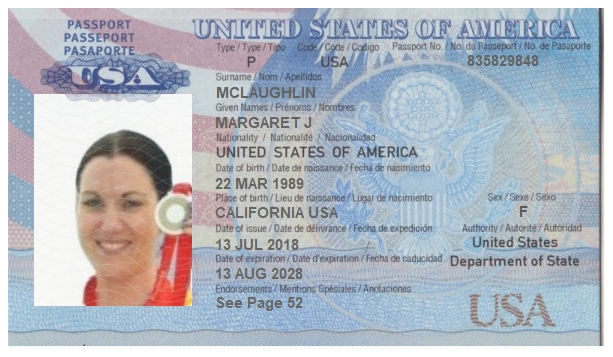 PASSPORT
PASSEPORT
PASAPORTE
USA
UNITED STATES OF AMERICA
Type / Type / Tipo Code / Code / Codigo Passport No. / No. du Passeport / No. de Pasaporte
P USA 835829848
Surname / Nom / Apellidos
MCLAUGHLIN
Given Names / Prénoms / Nombres
MARGARET J
Nationality / Nationalité / Nacionalidad
UNITED STATES OF AMERICA
Date of birth / Date de naissance / Fecha de nacimiento
22 MAR 1989
Place of birth / Lieu de naissance / Lugar de nacimiento Sex / Sexe / Sexo
CALIFORNIA USA F
Date of issue / Date de délivrance / Fecha de expedición Authority / Autorité / Autoridad
13 JUL 2018 United States
Date of expiration / Date d'expiration / Fecha de caducidad Department of State
13 AUG 2028
Endorsements / Mentions Spéciales / Anotaciones
See Page 52
USA